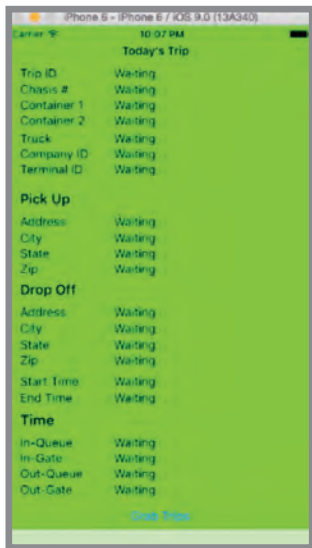 iPhone 6 - iPhone 6 / iOS 9.0 (13A340)
Carrier 10:07 PM
Today's Trip
Trip ID Waiting
Chasis # Waiting
Container 1 Waiting
Container 2 Waiting
Truck Waiting
Company ID Waiting
Terminal ID Waiting
Pick Up
Address Waiting
City Waiting
State Waiting
Zip Waiting
Drop Off
Address Waiting
City Waiting
State Waiting
Zip Waiting
Start Time Waiting
End Time Waiting
Time
In-Queue Waiting
In-Gate Waiting
Out-Queue Waiting
Out-Gate Waiting
Trips